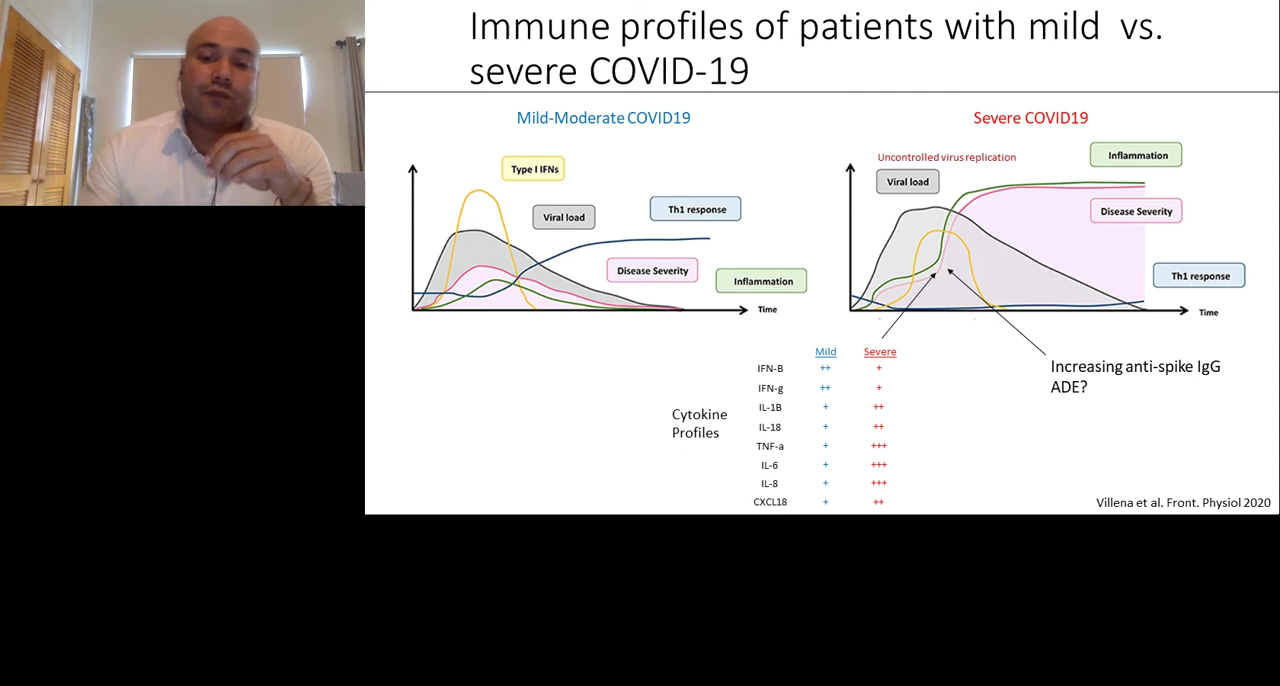 Immune profiles of patients with mild vs.
severe COVID-19
Mild-Moderate COVID19
Type I IFNs
Viral load
Th1 response
Disease Severity
Inflammation
Time
Severe COVID19
Uncontrolled virus replication
Viral load
Inflammation
Disease Severity
Th1 response
Time
Increasing anti-spike IgG
ADE?
Cytokine
Profiles
Mild Severe
IFN-B ++ +
IFN-g ++ +
IL-1B + ++
IL-18 + ++
TNF-a + +++
IL-6 + +++
IL-8 + +++
CXCL18 + ++
Villena et al. Front. Physiol 2020